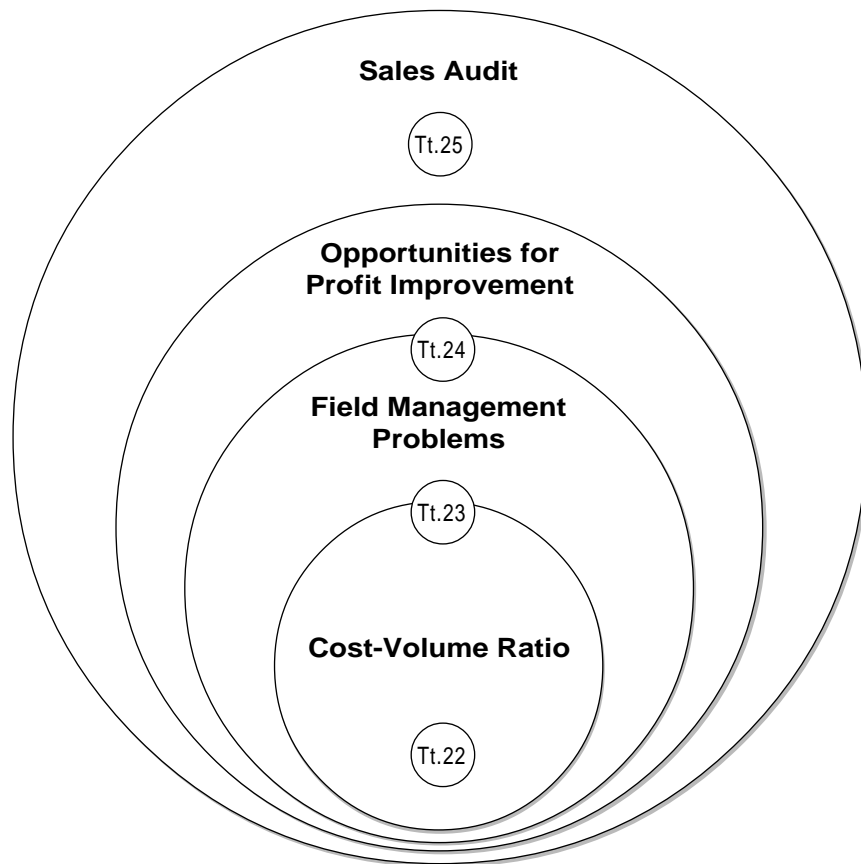 Sales Audit
Tt.25
Opportunities for
Profit Improvement
Tt.24
Field Management
Problems
Tt.23
Cost-Volume Ratio
Tt.22